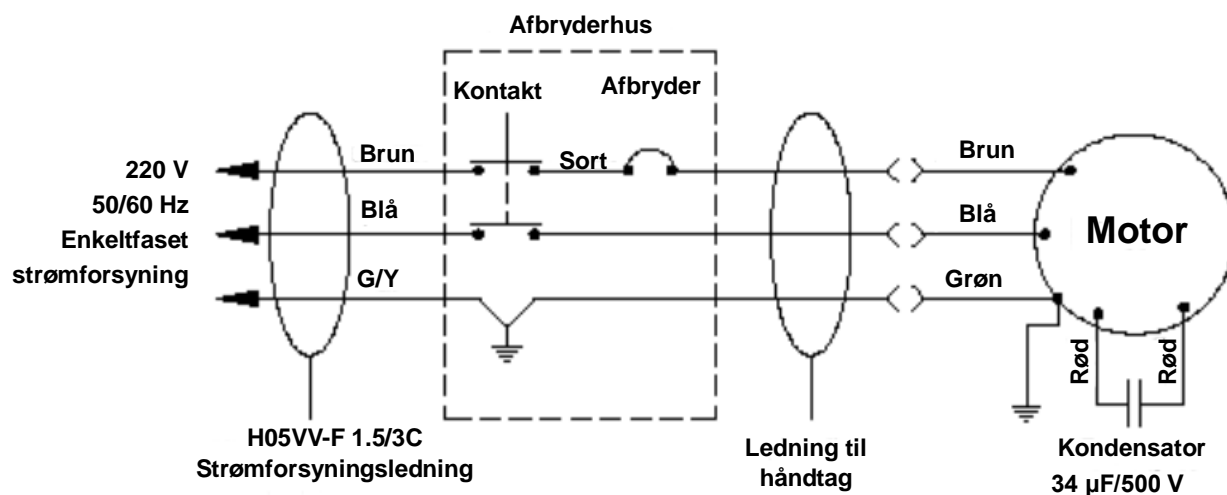 Afbryderhus
Kontakt
Afbryder
220 V
50/60 Hz
Enkeltfaset
strømforsyning
Brun
Sort
Brun
Blå
Blå
G/Y
Grøn
Motor
Rød
Rød
H05VV-F 1.5/3C
Strømforsyningsledning
Ledning til
håndtag
Kondensator
34 µF/500 V